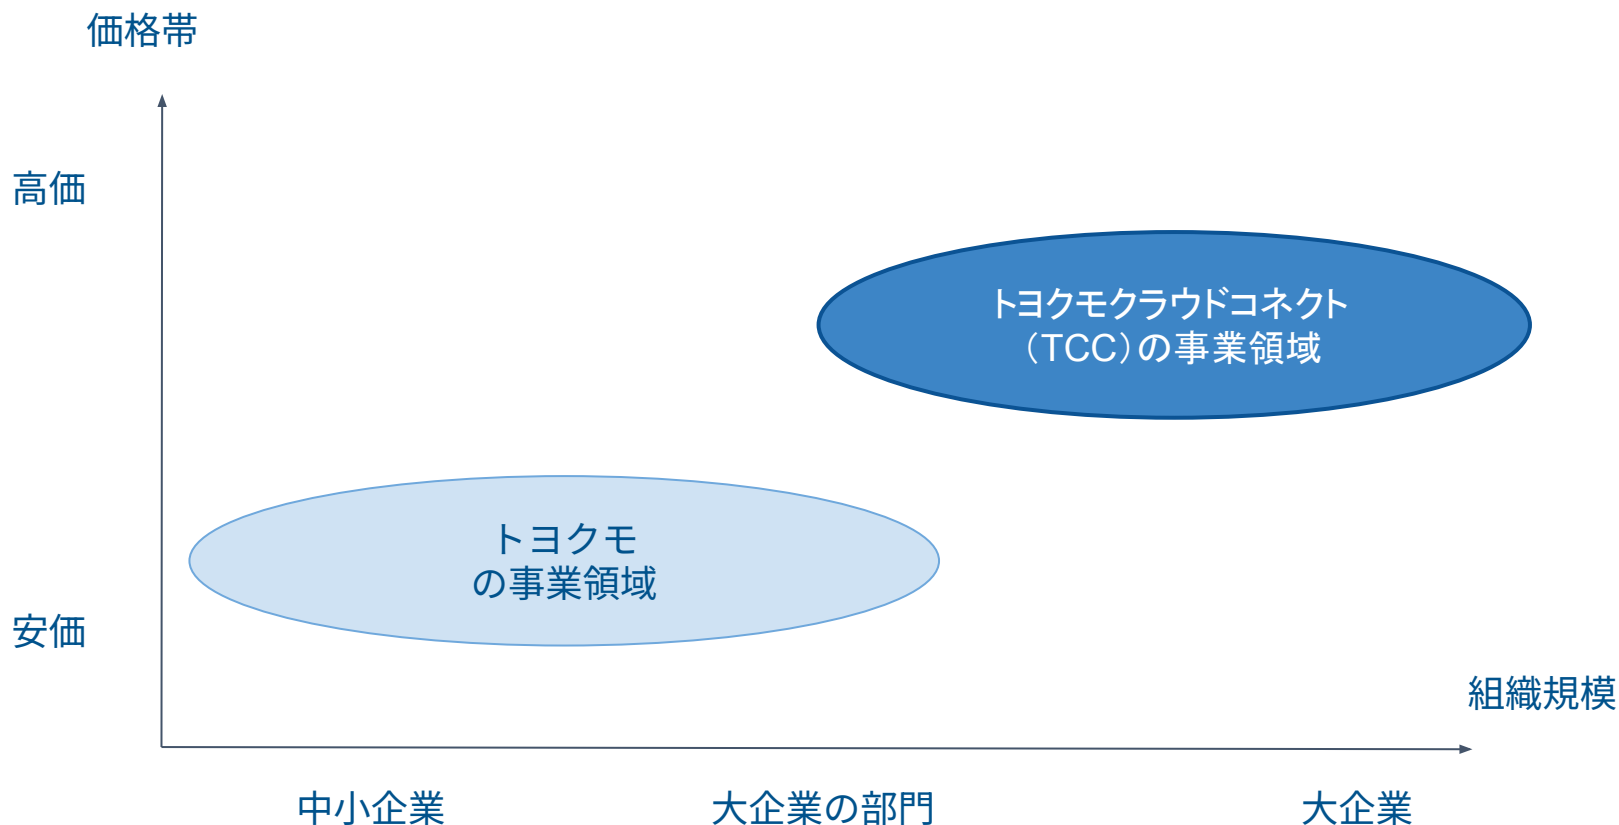 価格帯
高価
トヨクモクラウドコネクト
（TCC）の事業領域
トヨクモ
の事業領域
安価
組織規模
中小企業
大企業の部門
大企業